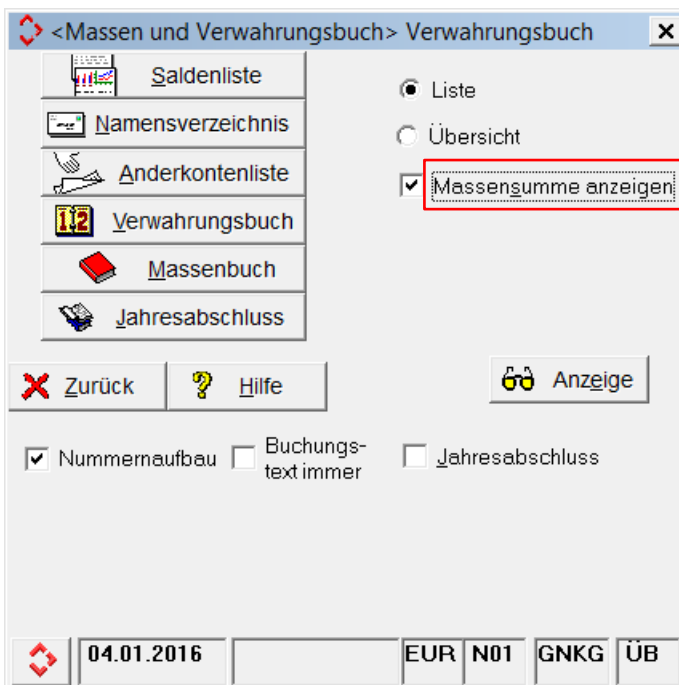 <Massen und Verwahrungsbuch> Verwahrungsbuch
Saldenliste
Namensverzeichnis
Anderkontenliste
Verwahrungsbuch
Massenbuch
Jahresabschluss
Liste
Übersicht
Massensumme anzeigen
Zurück
Hilfe
Anzeige
Nummernaufbau
Buchungs-
text immer
Jahresabschluss
04.01.2016 EUR N01 GNKG ÜB